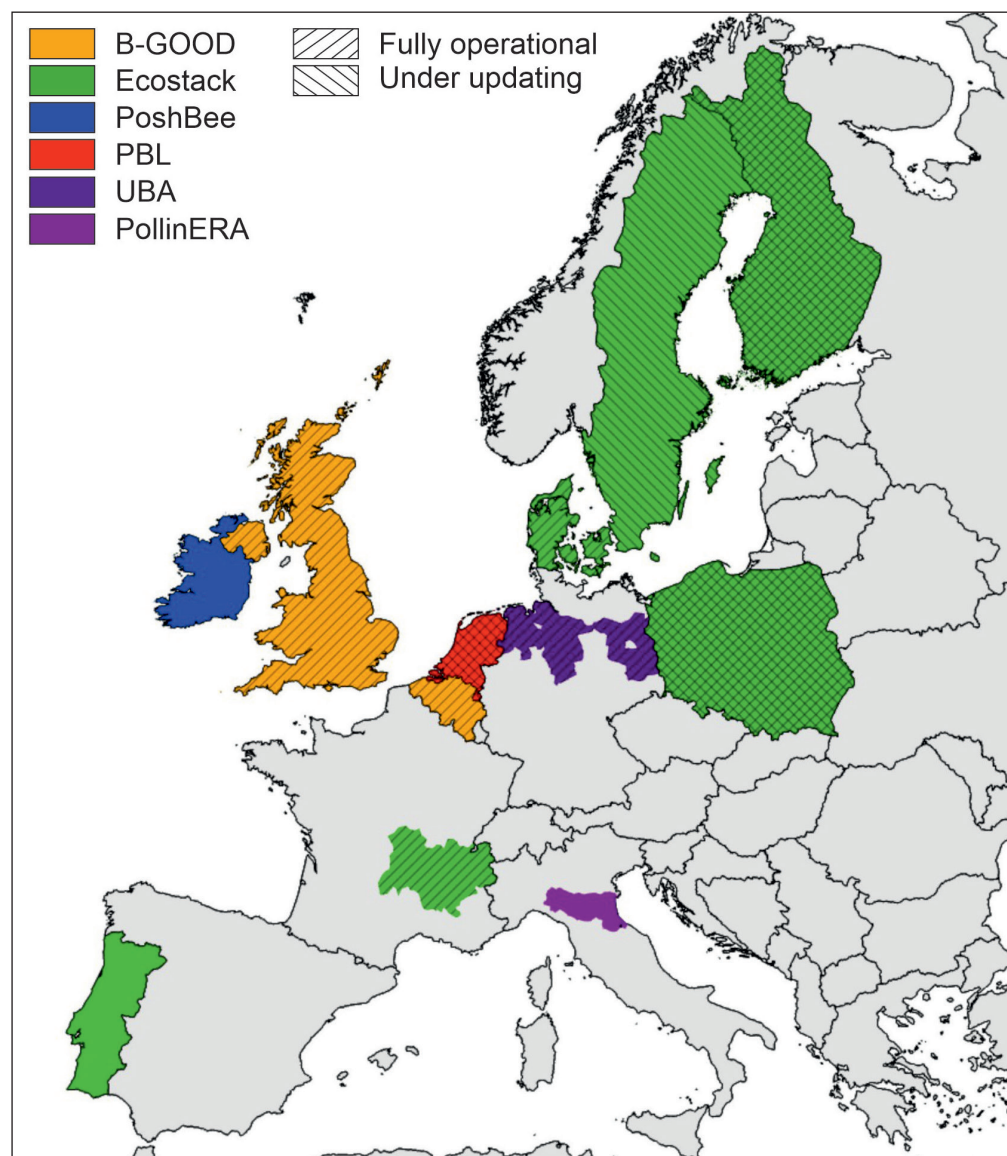 B-GOOD
Ecostack
PoshBee
PBL
UBA
PollinERA
Fully operational
Under updating